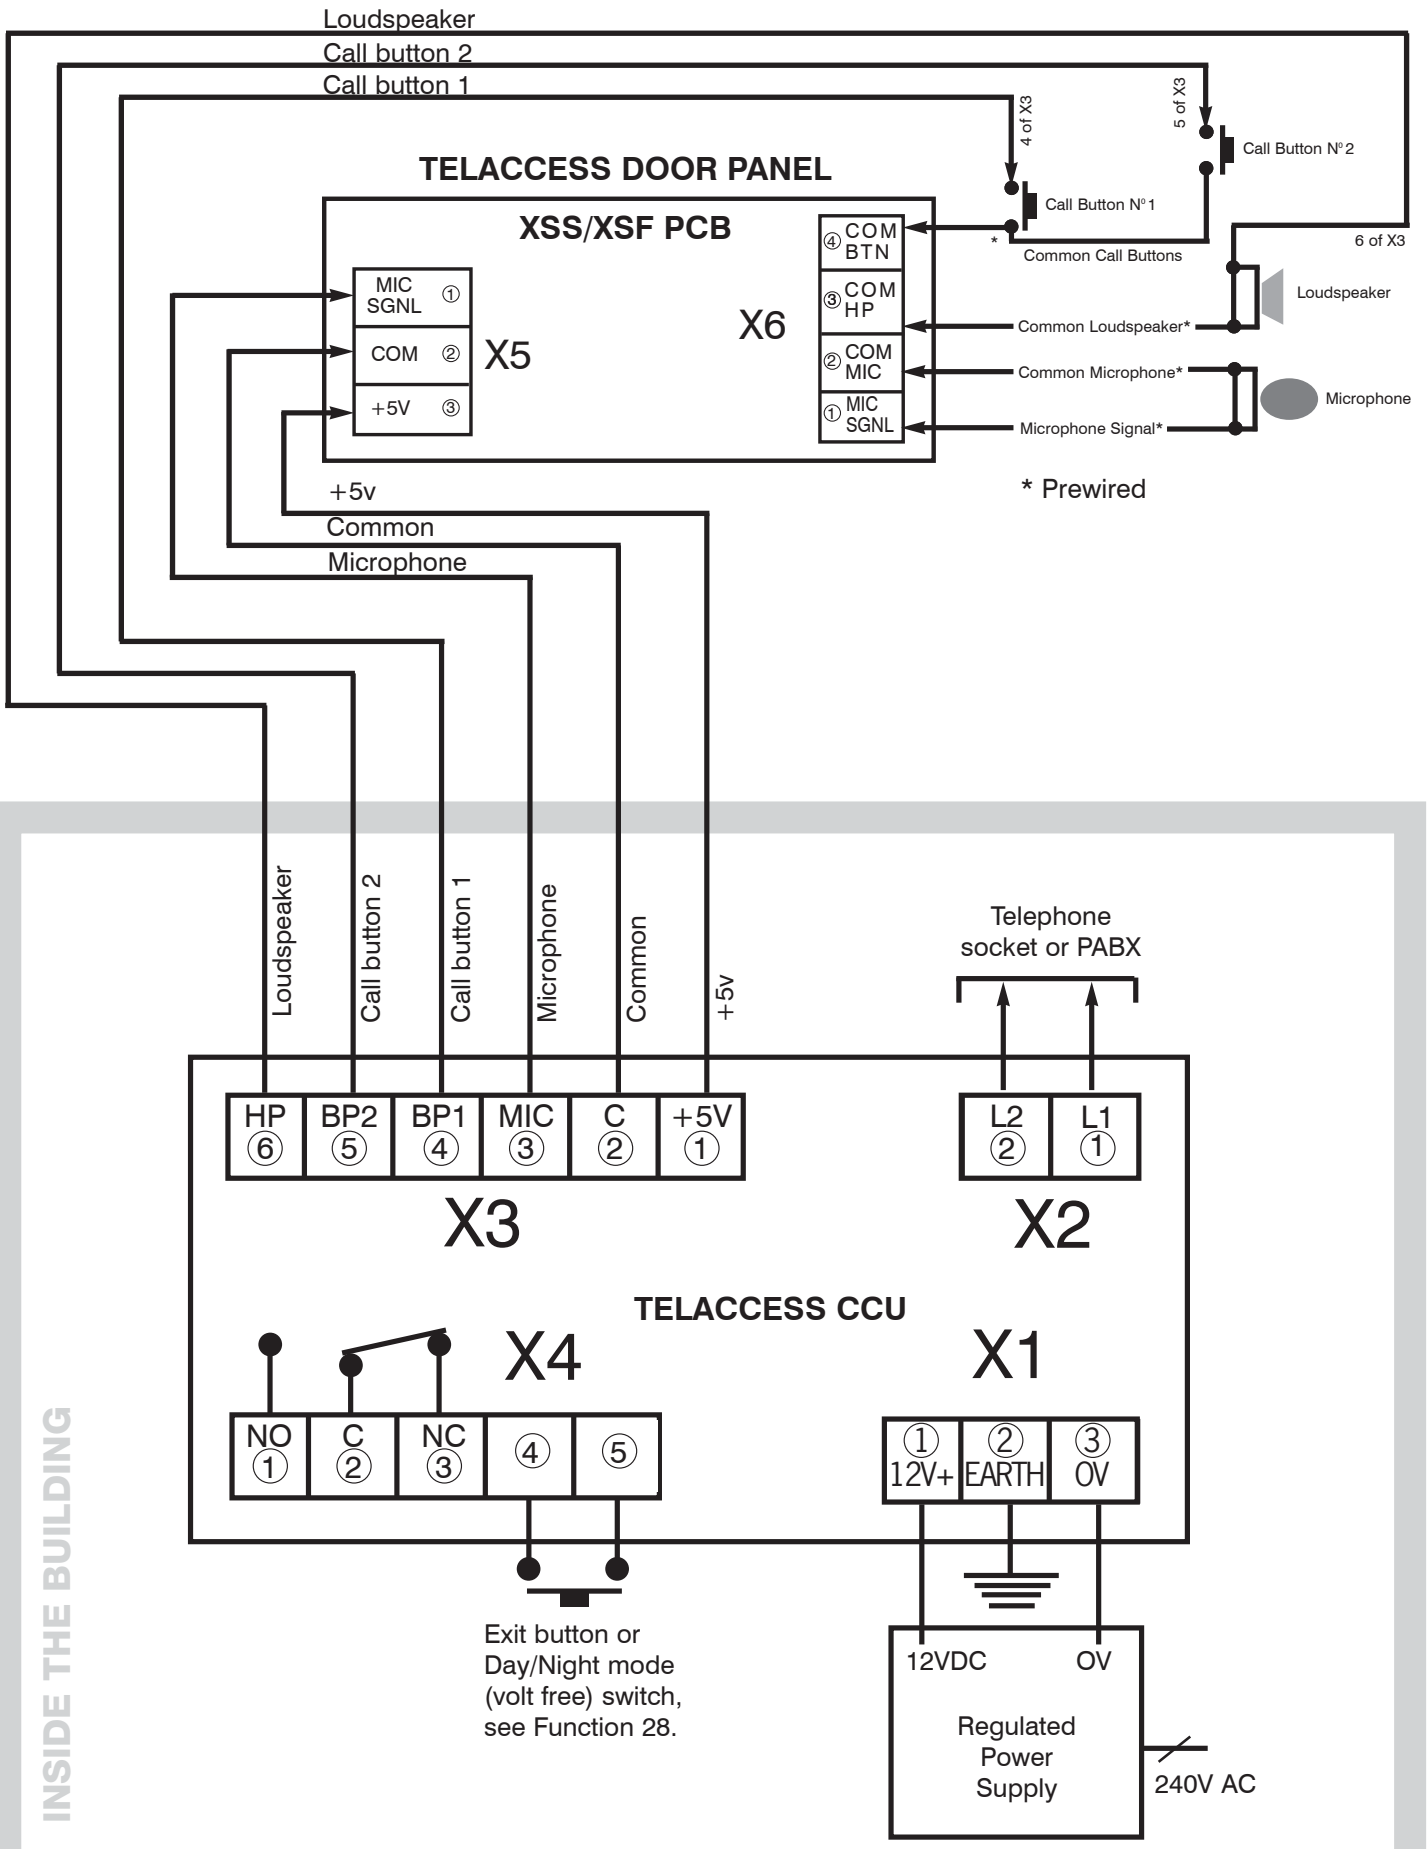 Loudspeaker
Call button 2
Call button 1
4 of X3
5 of X3
Call Button Nº 2
TELACCESS DOOR PANEL
Call Button Nº 1
XSS/XSF PCB
④ COM
BTN
*
Common Call Buttons
6 of X3
MIC
SGNL ①
③ COM
HP
Loudspeaker
X6
Common Loudspeaker*
COM ②
X5
② COM
MIC
Common Microphone*
+5V ③
① MIC
SGNL
Microphone
Microphone Signal*
* Prewired
+5v
Common
Microphone
Loudspeaker
Call button 2
Call button 1
Microphone
Common
+5v
Telephone
socket or PABX
HP BP2 BP1 MIC C +5V
⑥ ⑤ ④ ③ ② ①
L2 L1
② ①
X3
X2
TELACCESS CCU
X4
X1
NO C NC
① ② ③ ④ ⑤
① ② ③
12V+ EARTH OV
INSIDE THE BUILDING
Exit button or
Day/Night mode
(volt free) switch,
see Function 28.
12VDC OV
Regulated
Power
Supply
240V AC